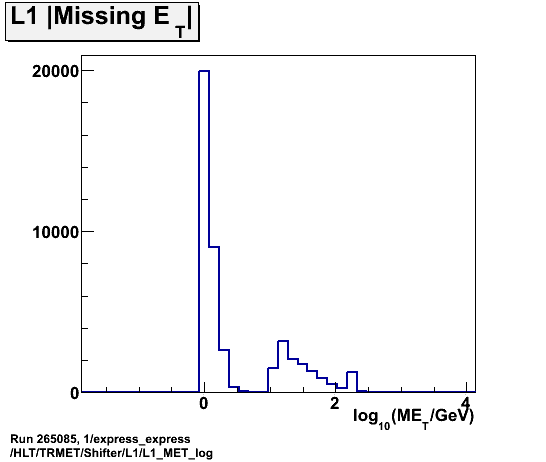 L1 |Missing E_T|
20000
10000
0
0 2 4
log_10(ME_T/GeV)
Run 265085, 1/express_express
/HLT/TRMET/Shifter/L1/L1_MET_log